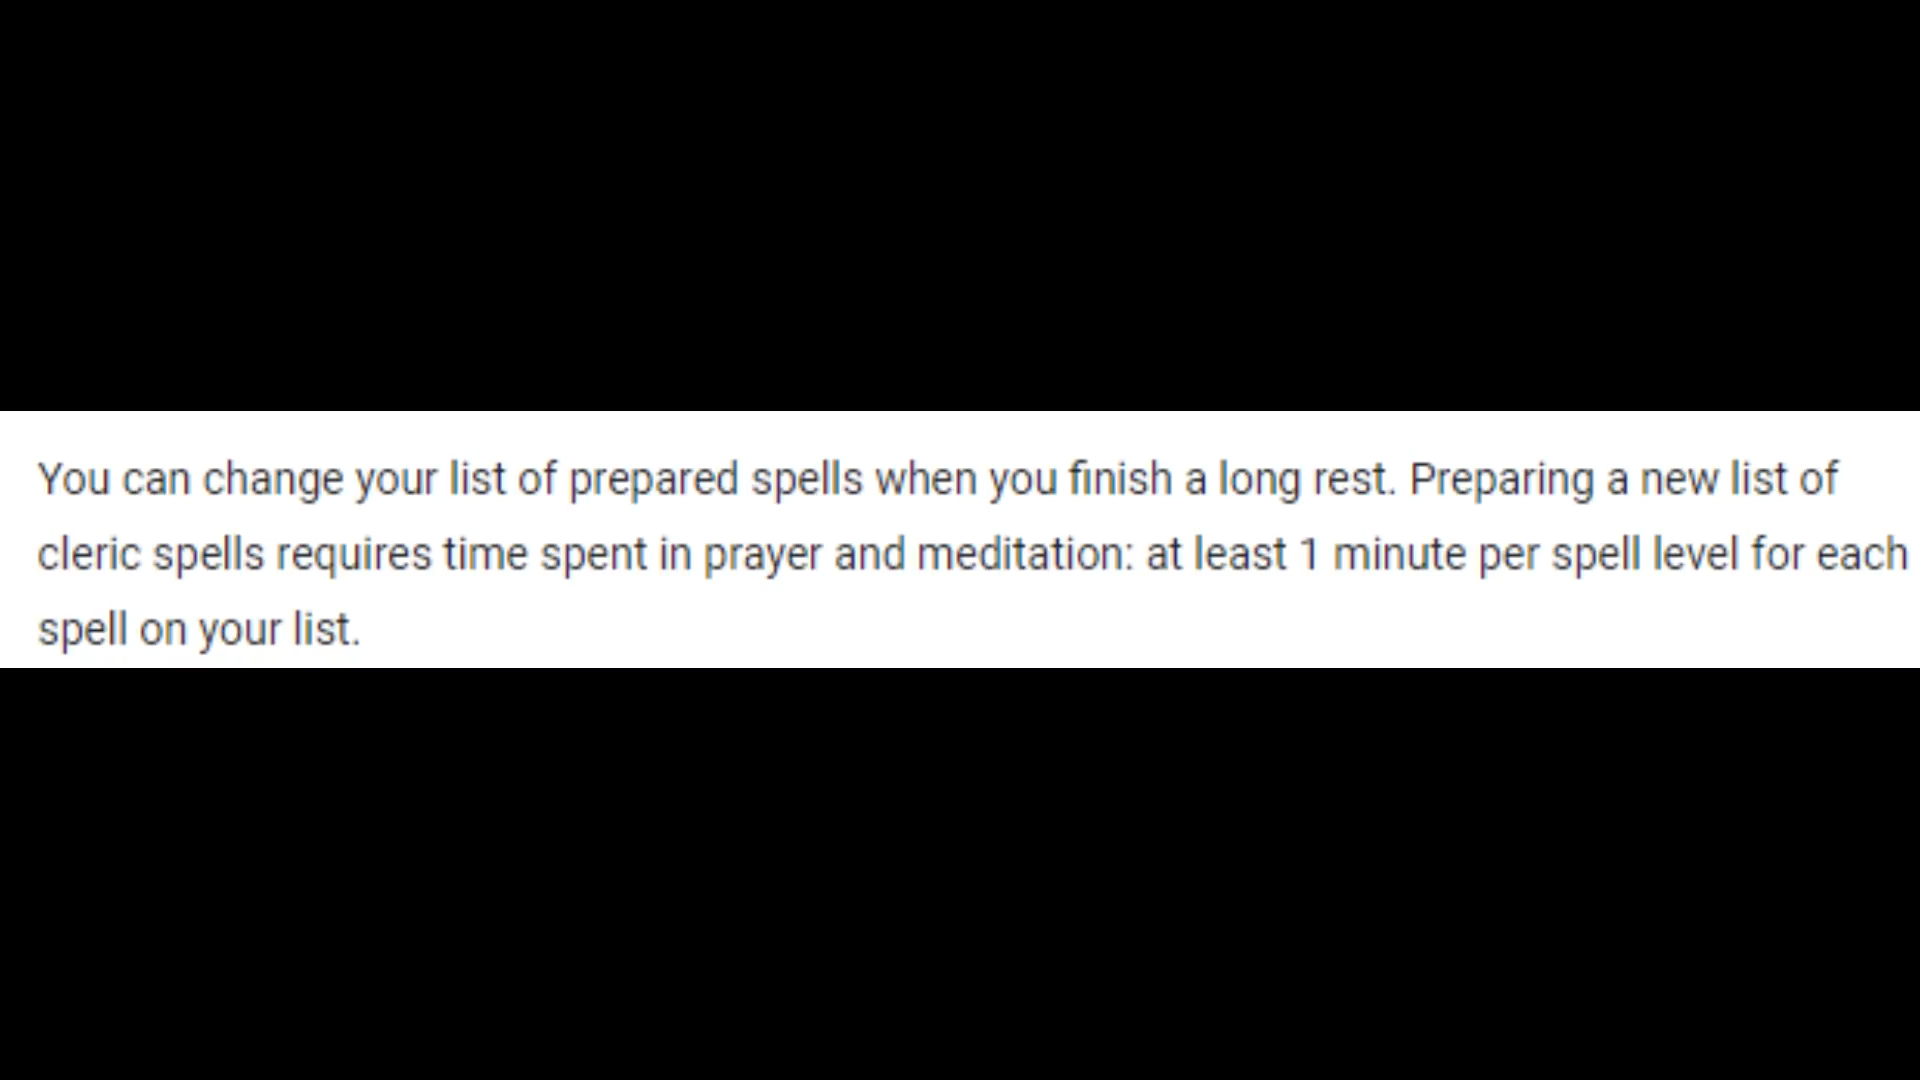 You can change your list of prepared spells when you finish a long rest. Preparing a new list of
cleric spells requires time spent in prayer and meditation: at least 1 minute per spell level for each
spell on your list.